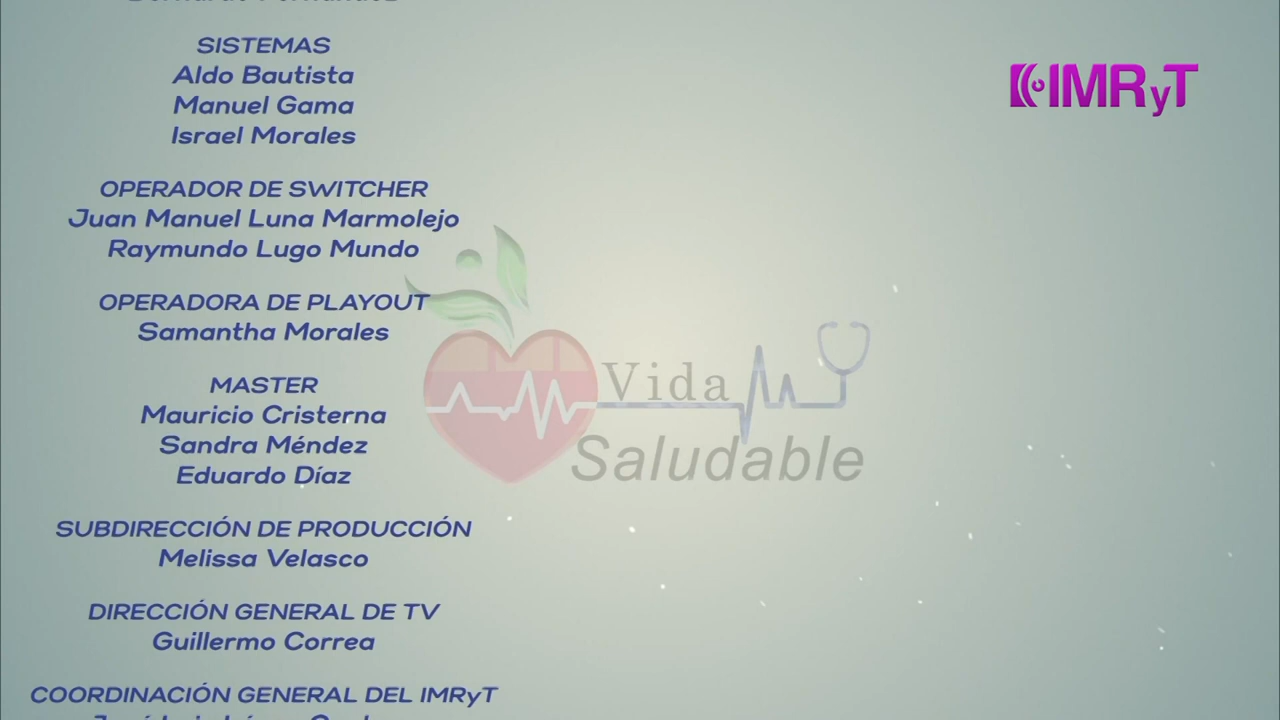 SISTEMAS
Aldo Bautista
Manuel Gama
Israel Morales
OPERADOR DE SWITCHER
Juan Manuel Luna Marmolejo
Raymundo Lugo Mundo
OPERADORA DE PLAYOUT
Samantha Morales
MASTER
Mauricio Cristerna
Sandra Méndez
Eduardo Díaz
SUBDIRECCIÓN DE PRODUCCIÓN
Melissa Velasco
DIRECCIÓN GENERAL DE TV
Guillermo Correa
COORDINACIÓN GENERAL DEL IMRyT
IMRyT
Vida
Saludable